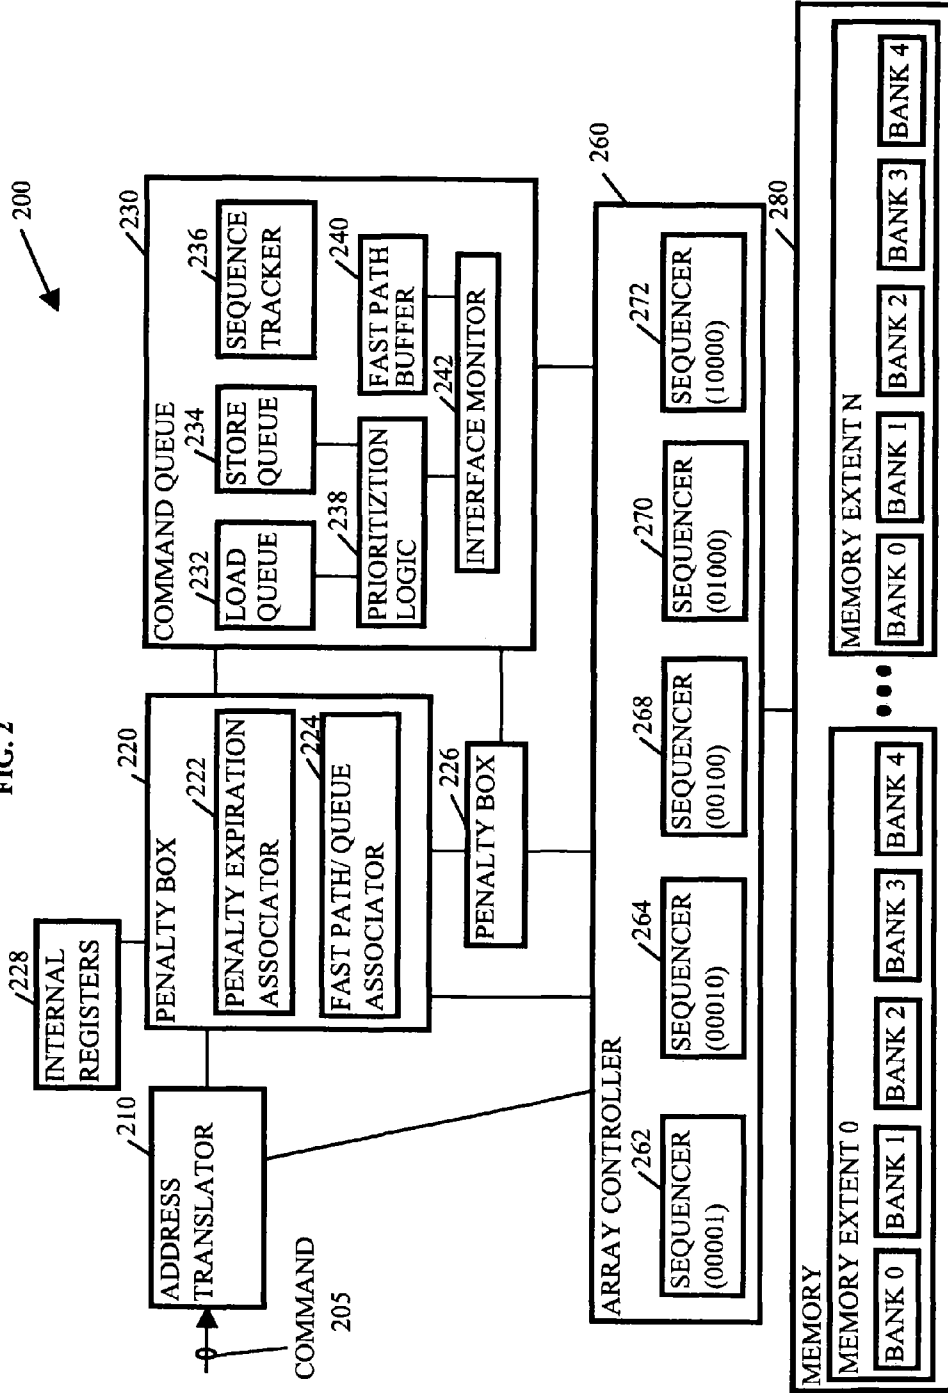 FIG. 2
200
228
INTERNAL
REGISTERS
210
ADDRESS
TRANSLATOR
COMMAND
205
220
PENALTY BOX
222
PENALTY EXPIRATION
ASSOCIATOR
224
FAST PATH/ QUEUE
ASSOCIATOR
226
PENALTY BOX
230
COMMAND QUEUE
232
LOAD
QUEUE
234
STORE
QUEUE
236
SEQUENCE
TRACKER
238
PRIORITIZTION
LOGIC
240
FAST PATH
BUFFER
242
INTERFACE MONITOR
260
ARRAY CONTROLLER
262
SEQUENCER
(00001)
264
SEQUENCER
(00010)
268
SEQUENCER
(00100)
270
SEQUENCER
(01000)
272
SEQUENCER
(10000)
280
MEMORY
MEMORY EXTENT 0
BANK 0
BANK 1
BANK 2
BANK 3
BANK 4
MEMORY EXTENT N
BANK 0
BANK 1
BANK 2
BANK 3
BANK 4